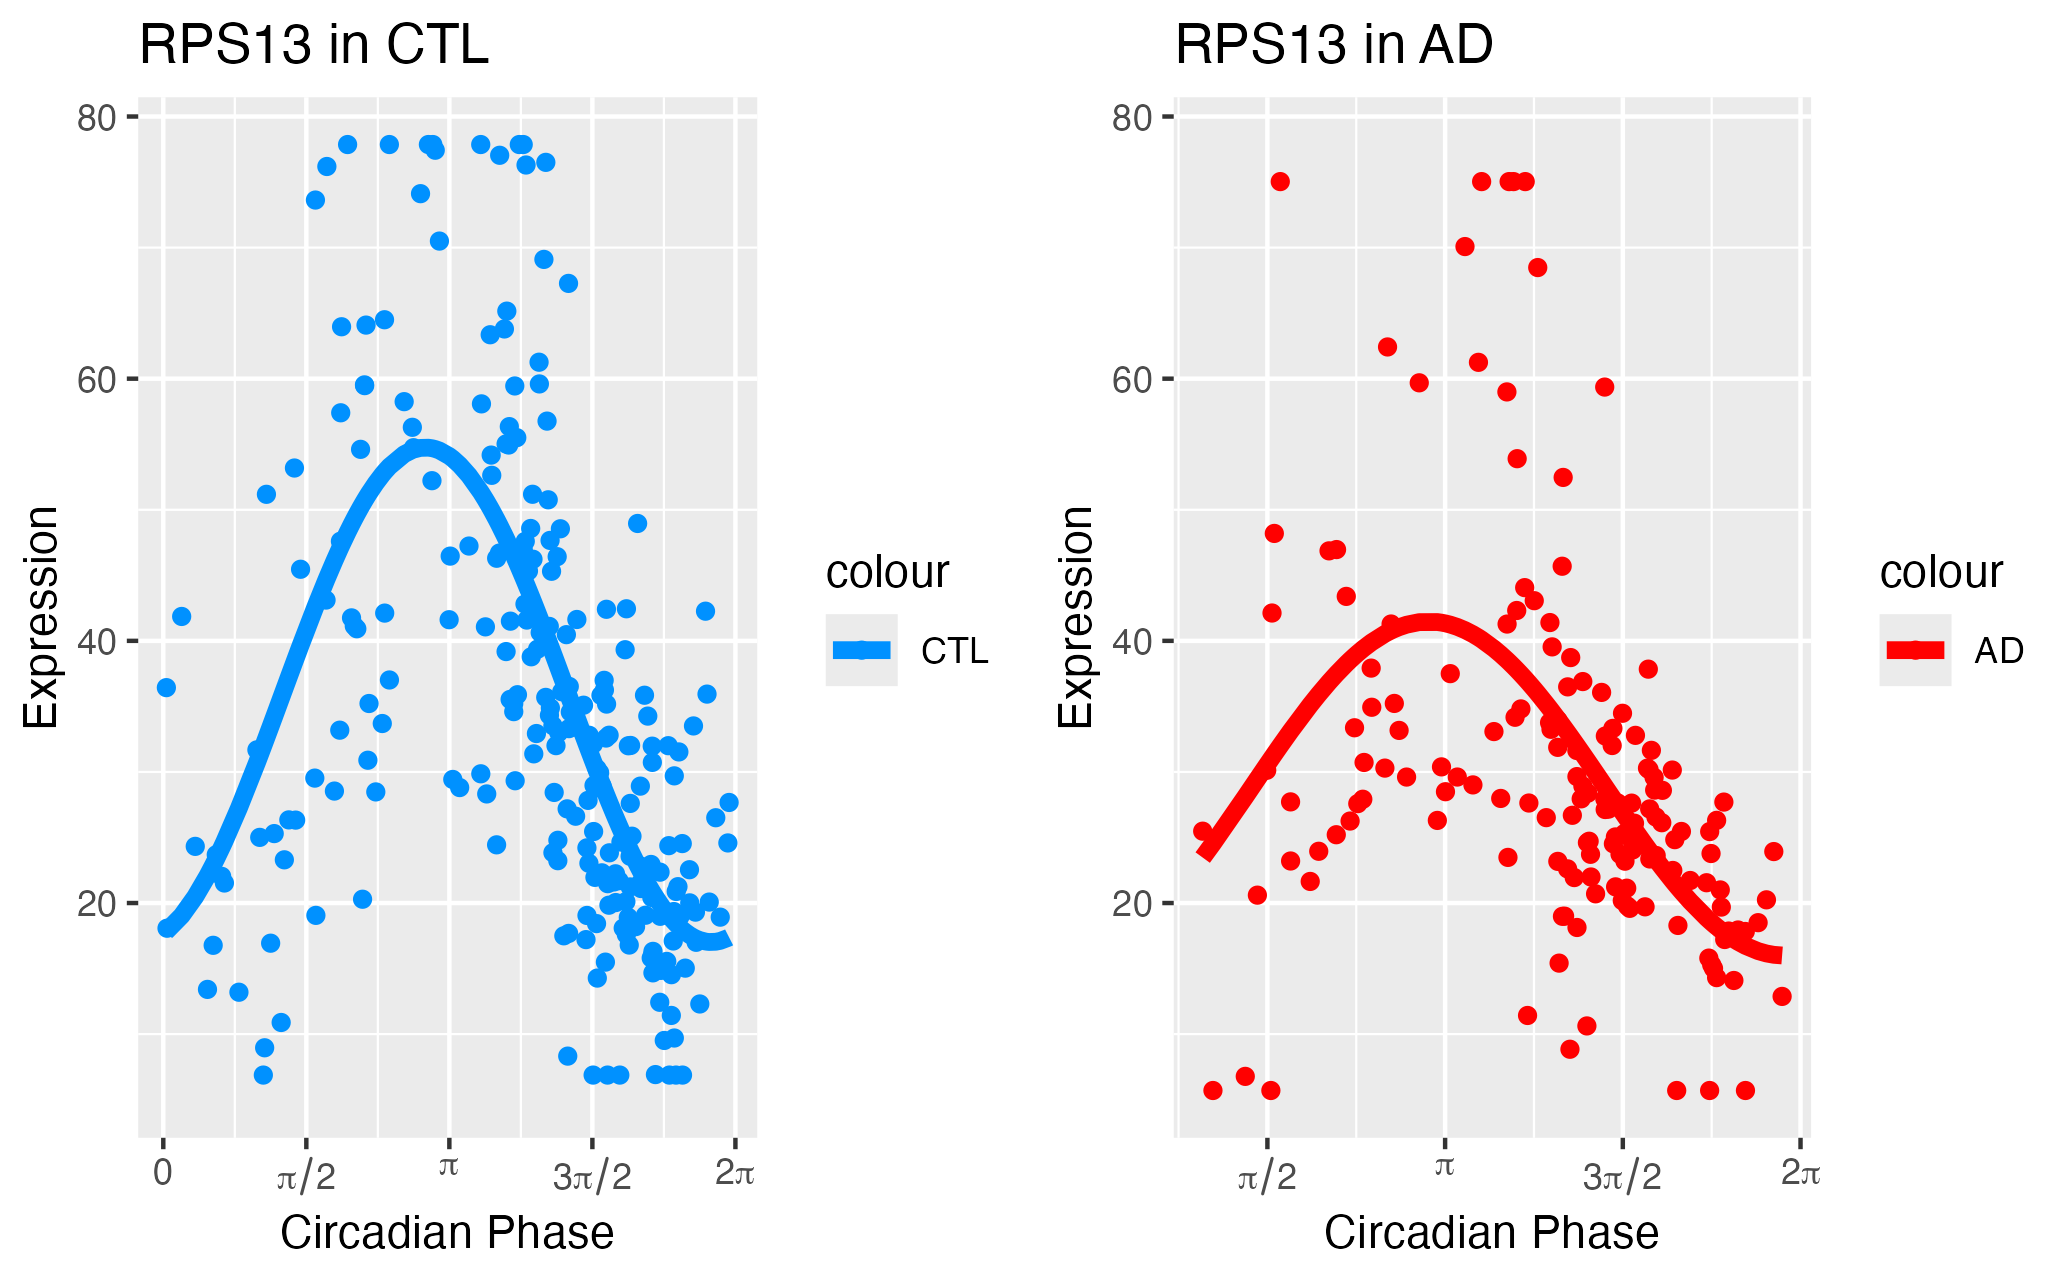 RPS13 in CTL
80
60
40
20
Expression
0 π/2 π 3π/2 2π
Circadian Phase
colour
CTL
RPS13 in AD
80
60
40
20
Expression
π/2 π 3π/2 2π
Circadian Phase
colour
AD